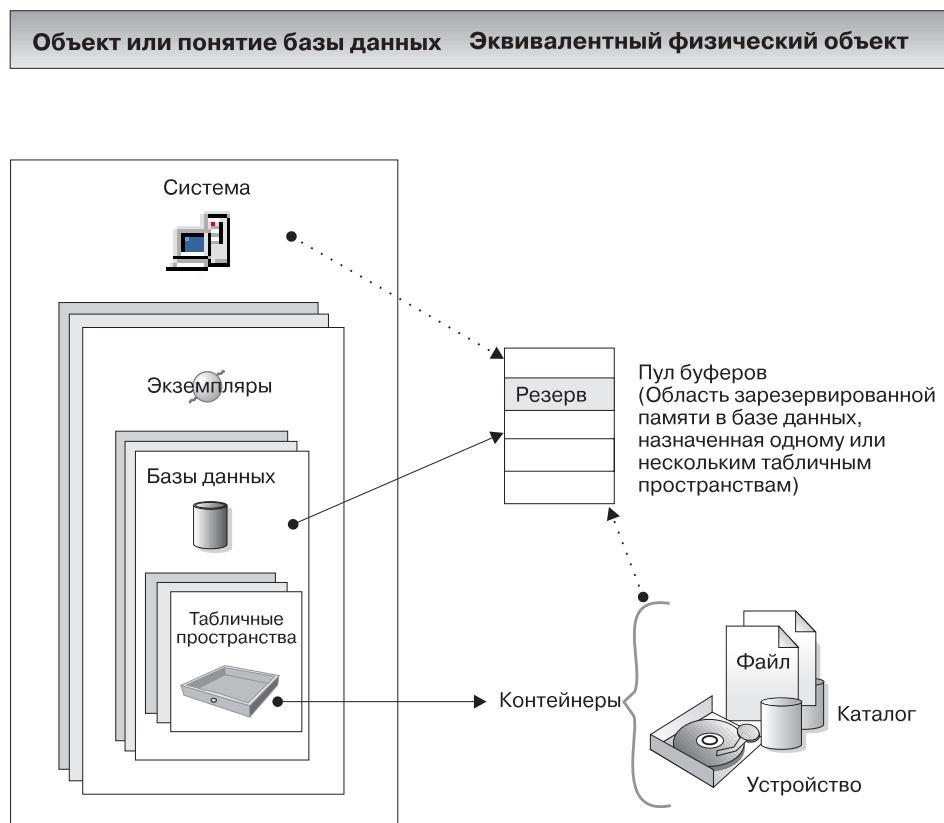 Объект или понятие базы данных Эквивалентный физический объект
Система
Экземпляры
Базы данных
Табличные
пространства
Резерв
Пул буферов
(Область зарезервированной
памяти в базе данных,
назначенная одному или
нескольким табличным
пространствам)
Контейнеры
Файл
Каталог
Устройство